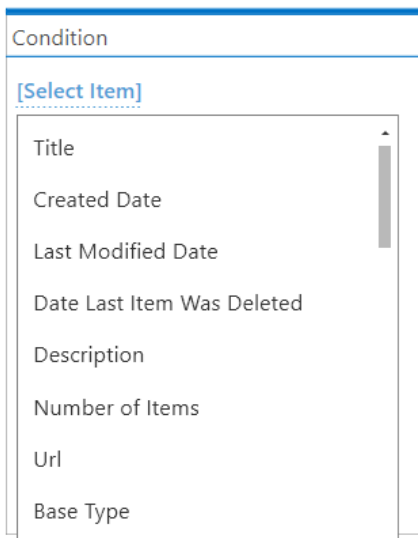 Condition
[Select Item]
Title
Created Date
Last Modified Date
Date Last Item Was Deleted
Description
Number of Items
Url
Base Type